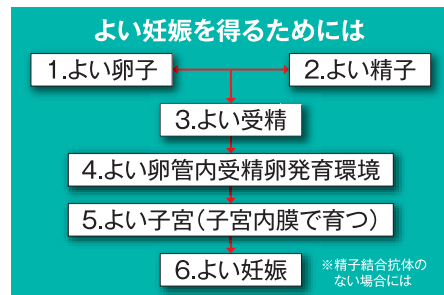 よい妊娠を得るためには
1.よい卵子
2.よい精子
3.よい受精
4.よい卵管内受精卵発育環境
5.よい子宮(子宮内膜で育つ)
6.よい妊娠
※精子結合抗体の
ない場合には